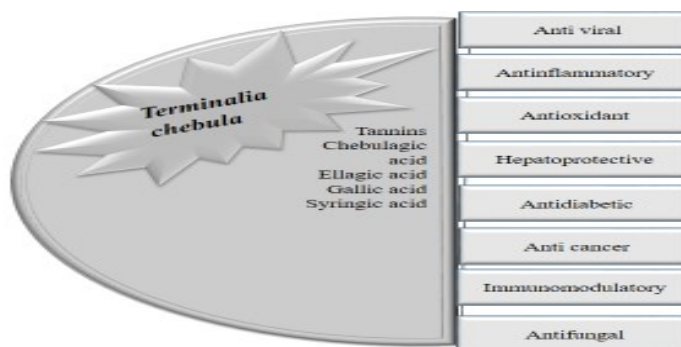 Terminalia
chebula
Tannins
Chebulagic
acid
Ellagic acid
Gallic acid
Syringic acid
Anti viral
Antinflammatory
Antioxidant
Hepatoprotective
Antidiabetic
Anti cancer
Immunomodulatory
Antifungal